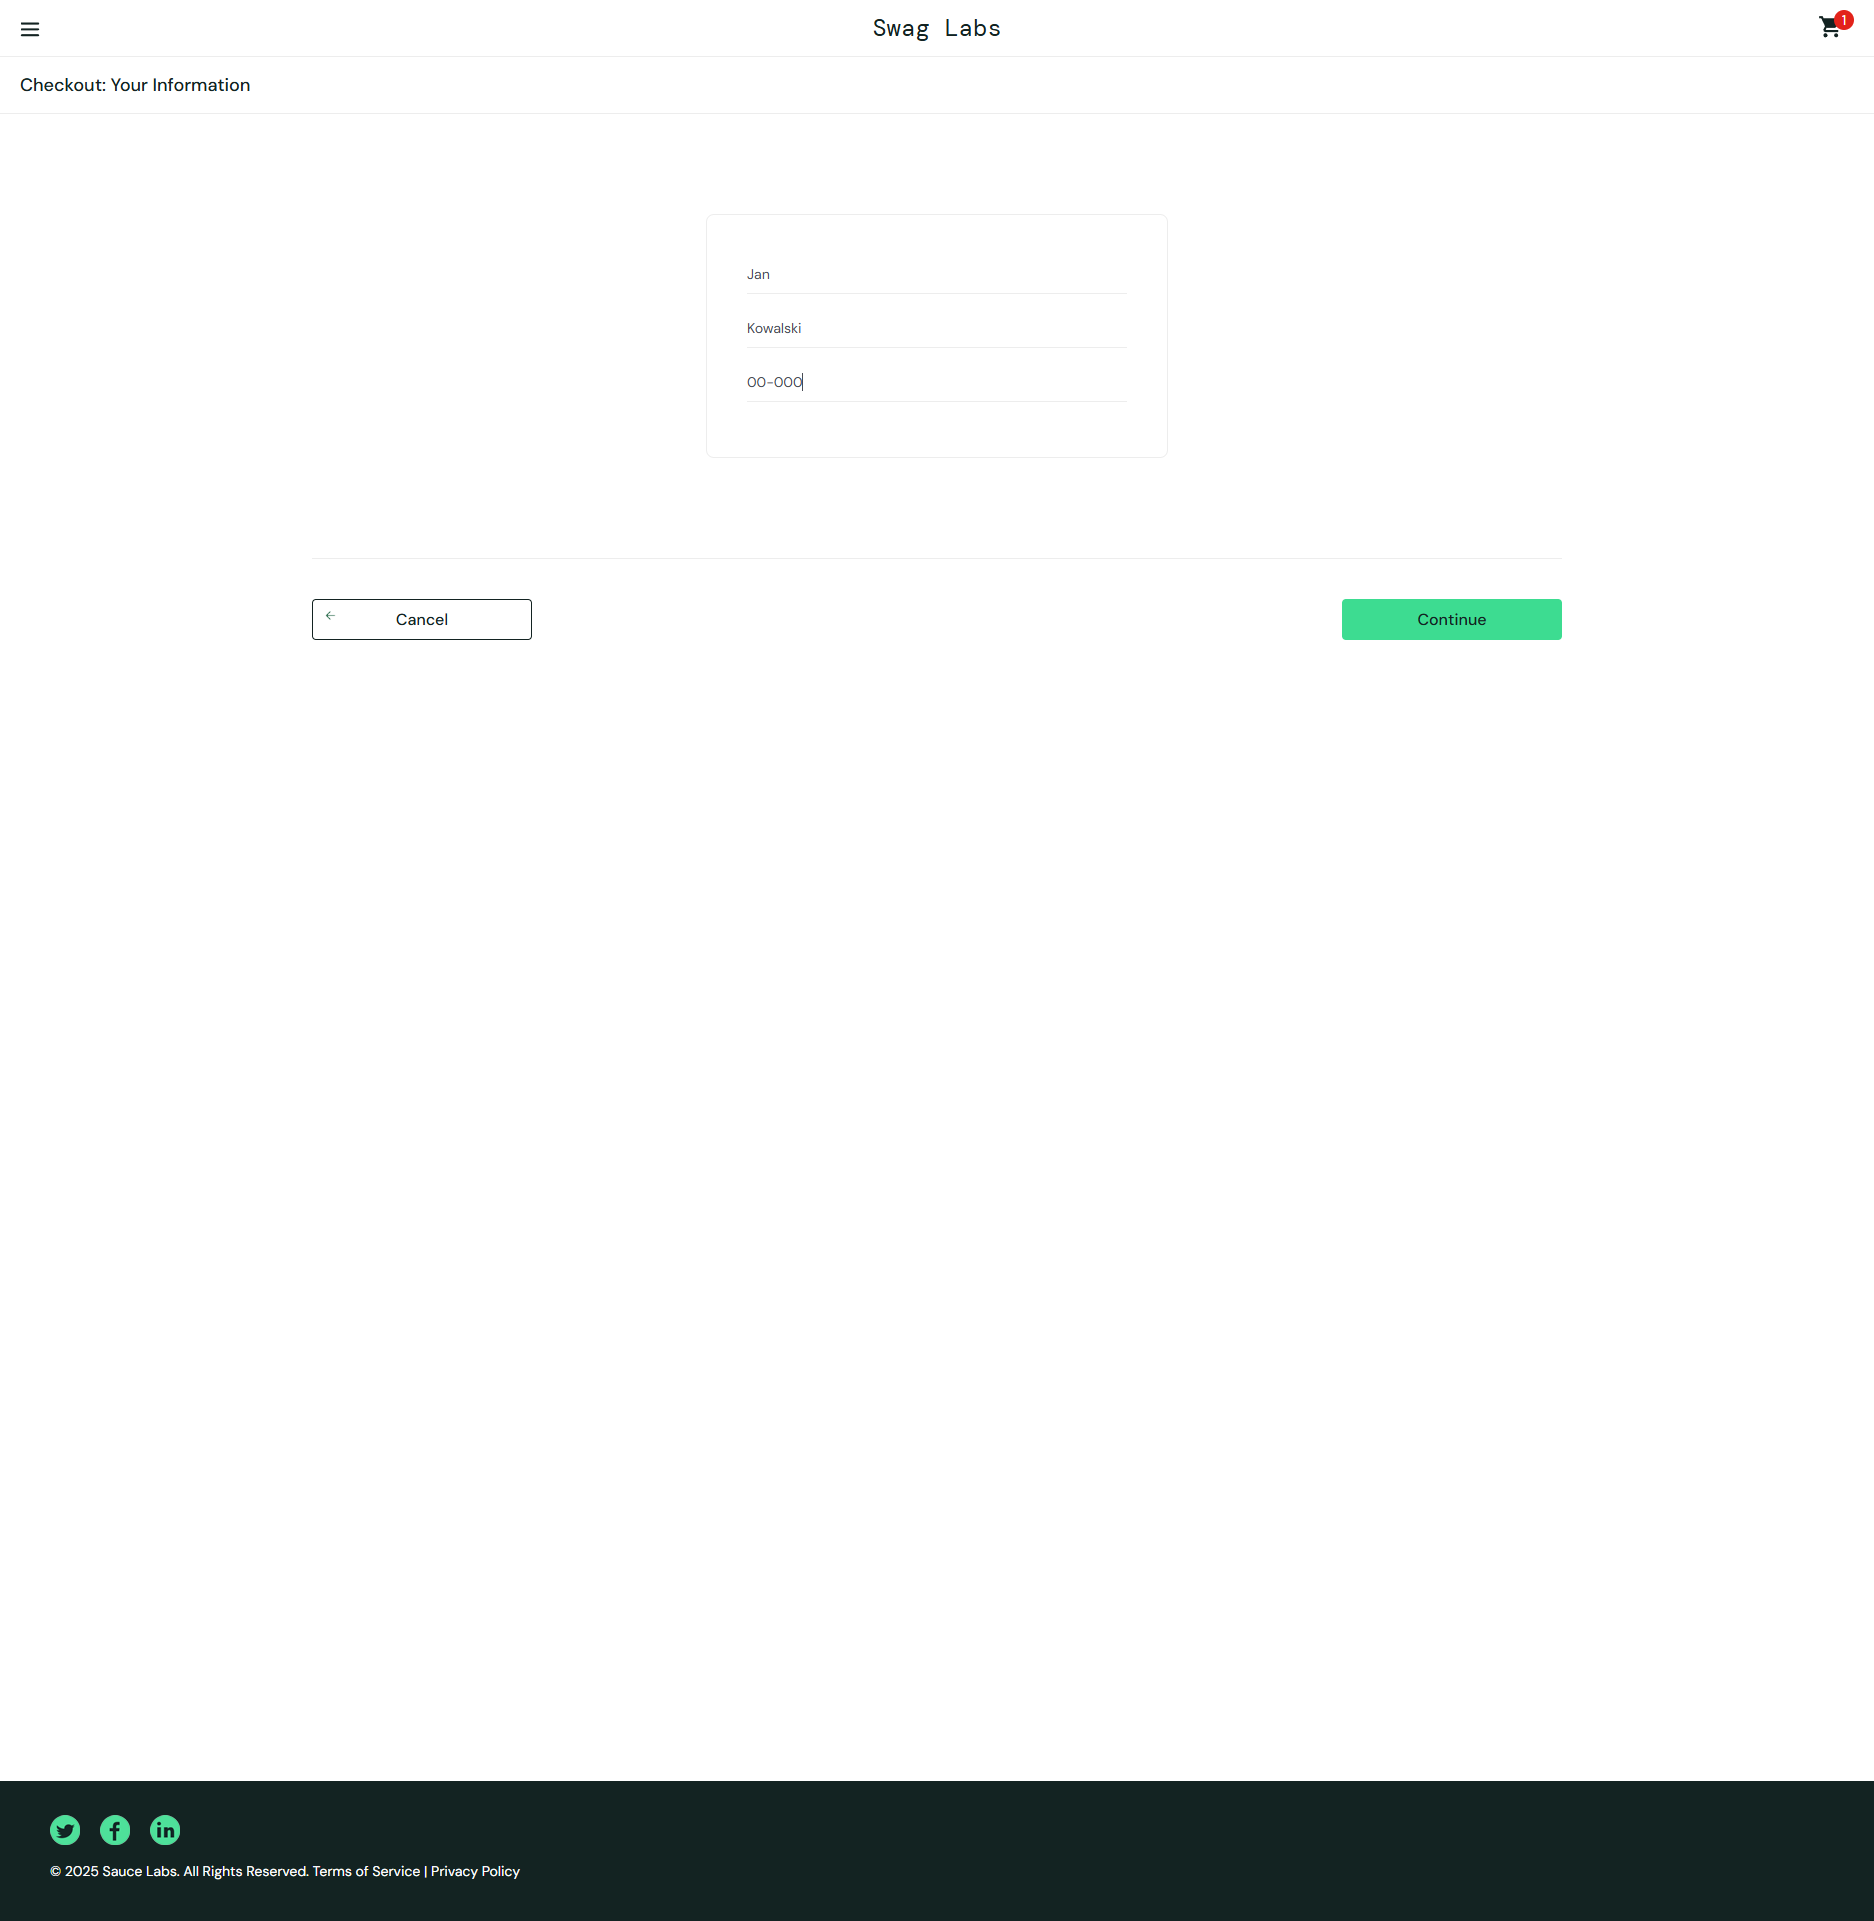 Swag Labs
1
Checkout: Your Information
Jan
Kowalski
00-000
Cancel
Continue
© 2025 Sauce Labs. All Rights Reserved. Terms of Service | Privacy Policy